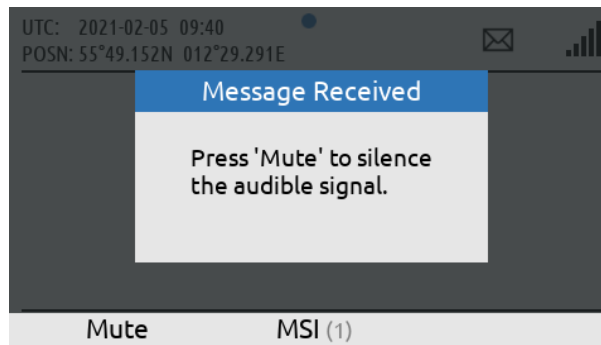 UTC: 2021-02-05 09:40
POSN: 55°49.152N 012°29.291E
Message Received
Press 'Mute' to silence
the audible signal.
Mute MSI (1)